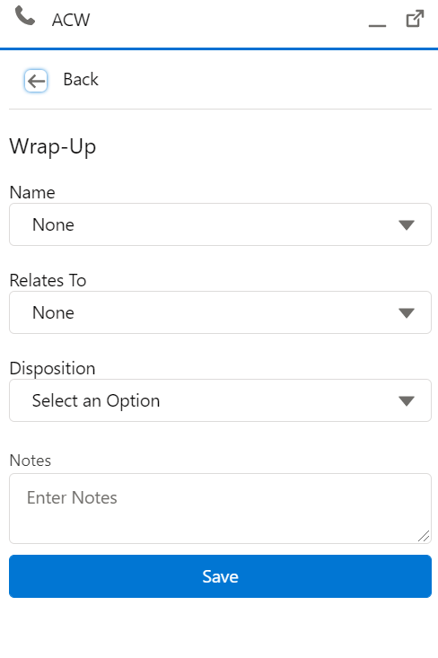 ACW
Back
Wrap-Up
Name
None
Relates To
None
Disposition
Select an Option
Notes
Enter Notes
Save